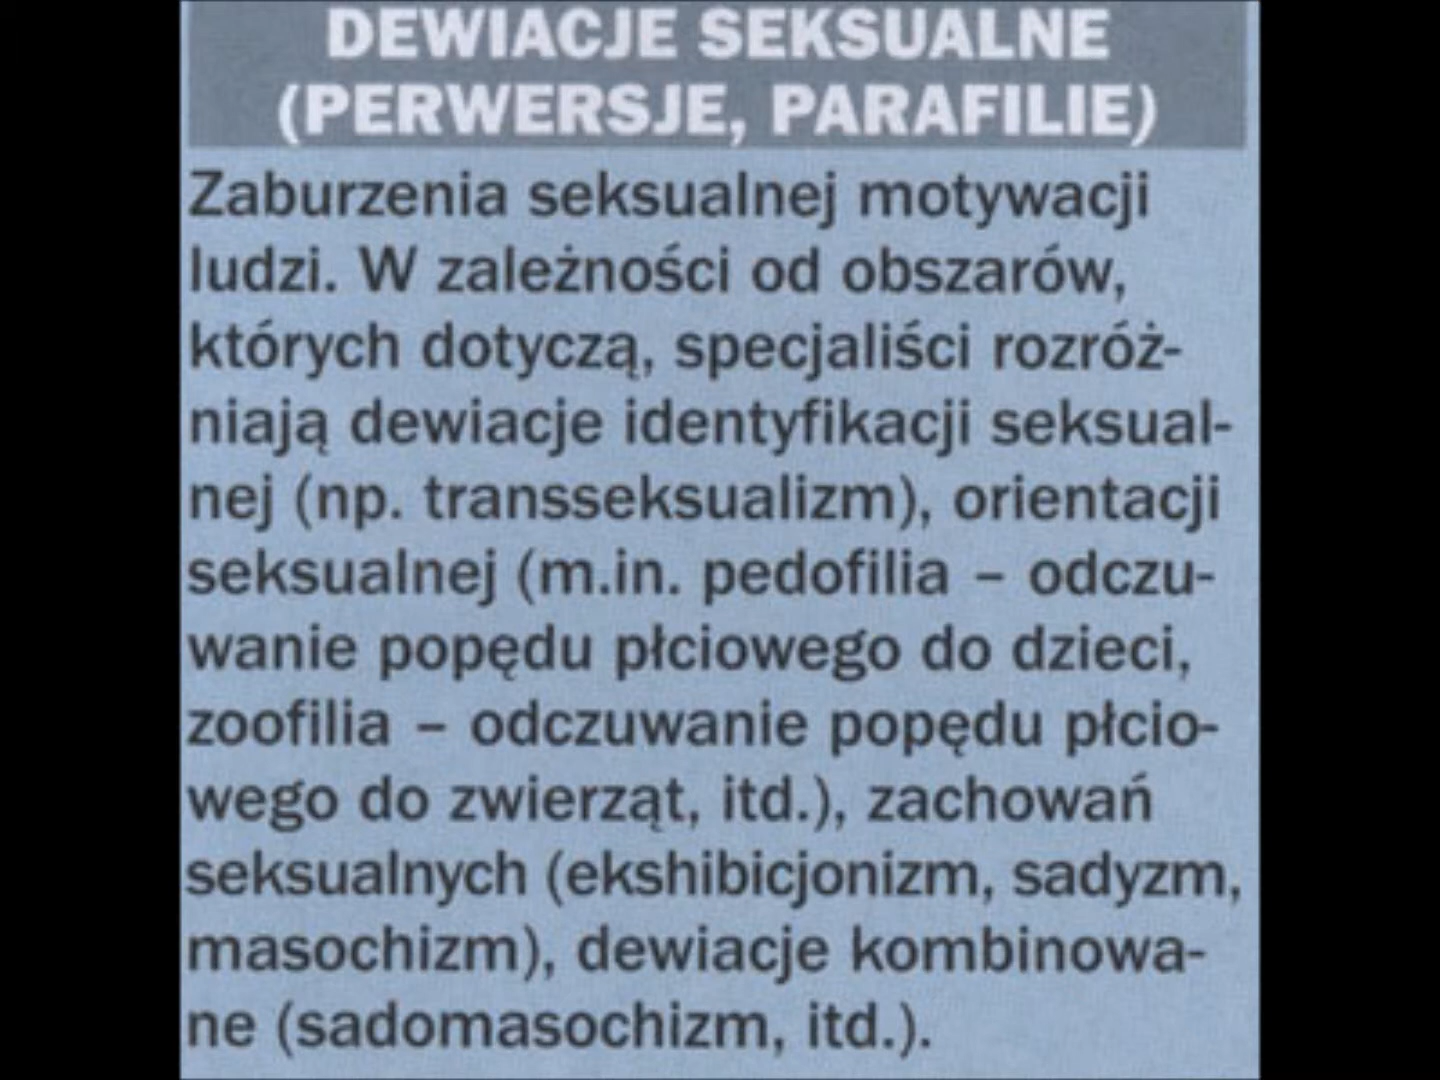 DEWIACJE SEKSUALNE
(PERWERSJE, PARAFILIE)
Zaburzenia seksualnej motywacji
ludzi. W zależności od obszarów,
których dotyczą, specjaliści rozróż-
niają dewiacje identyfikacji seksual-
nej (np. transseksualizm), orientacji
seksualnej (m.in. pedofilia – odczu-
wanie popędu płciowego do dzieci,
zoofilia – odczuwanie popędu płcio-
wego do zwierząt, itd.), zachowań
seksualnych (ekshibicjonizm, sadyzm,
masochizm), dewiacje kombinowa-
ne (sadomasochizm, itd.).